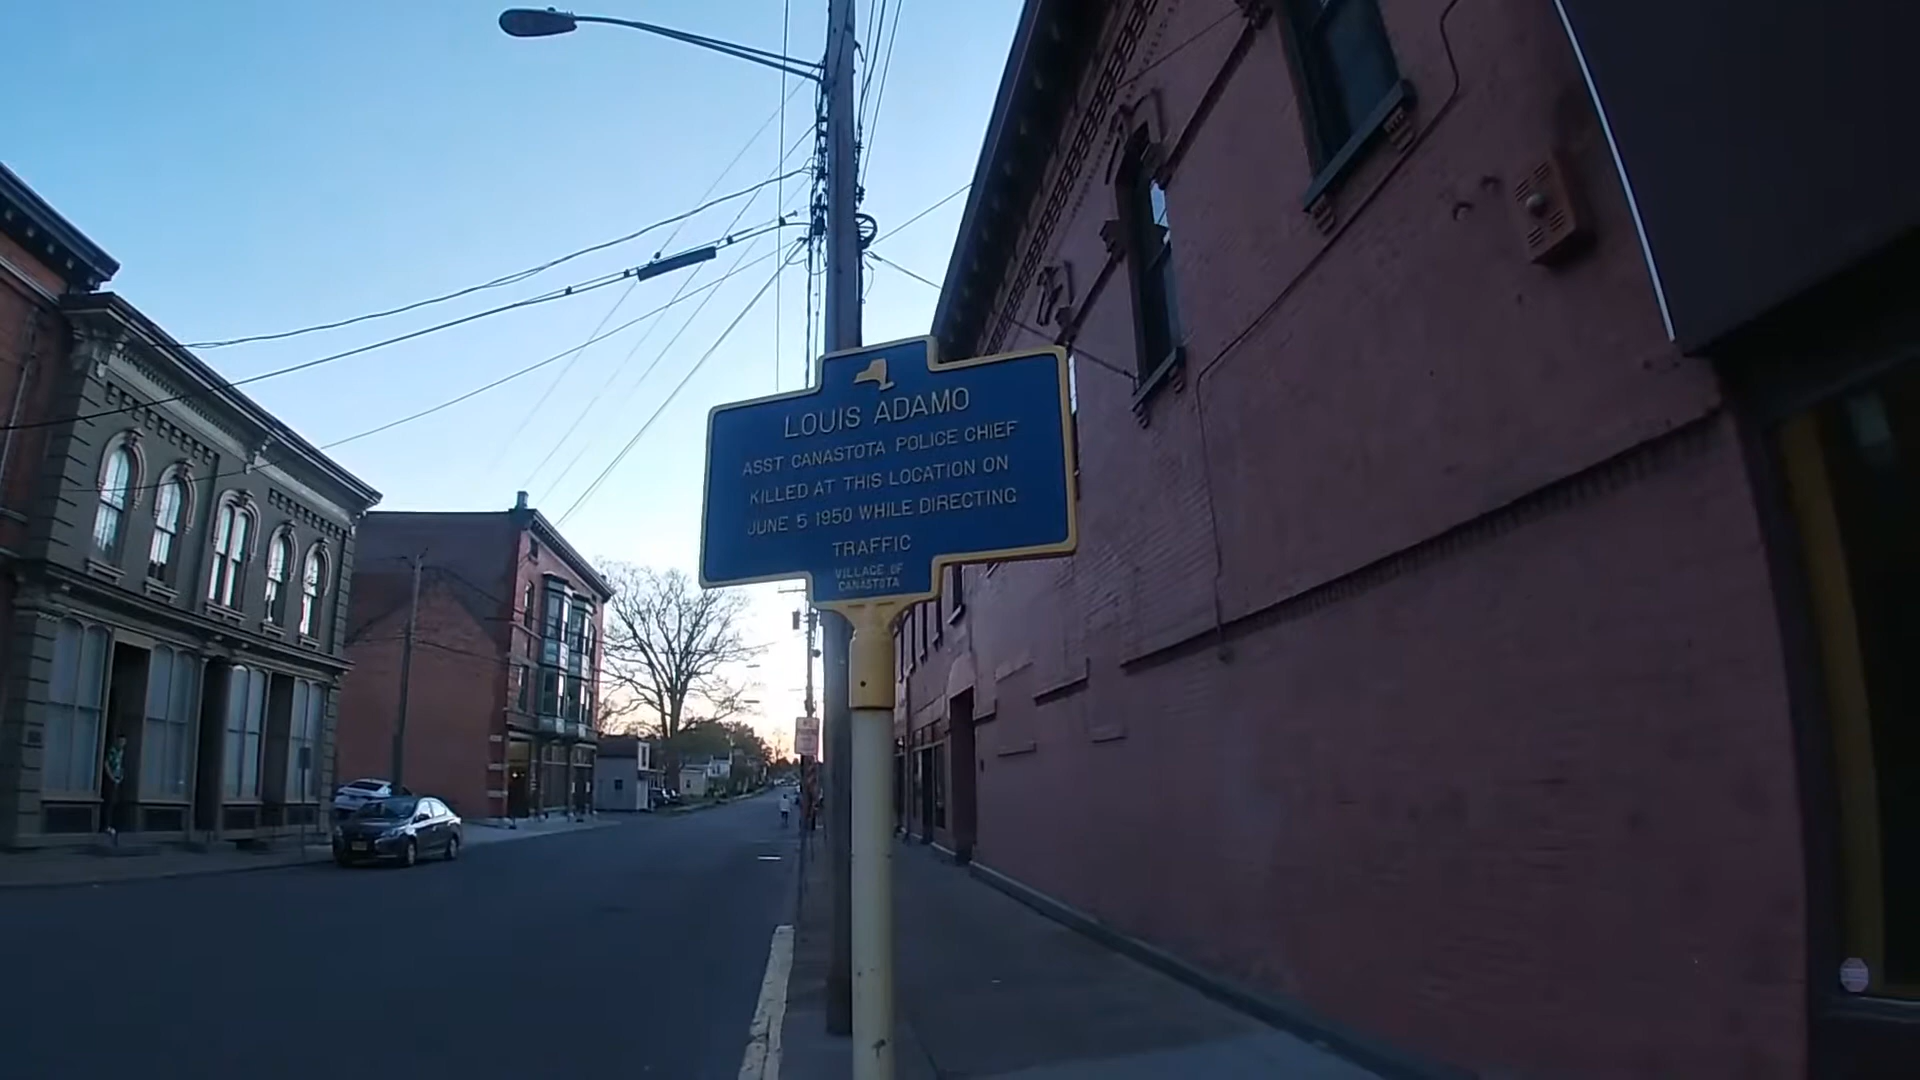 LOUIS ADAMO
ASST CANASTOTA POLICE CHIEF
KILLED AT THIS LOCATION ON
JUNE 5 1950 WHILE DIRECTING
TRAFFIC
VILLAGE OF
CANASTOTA